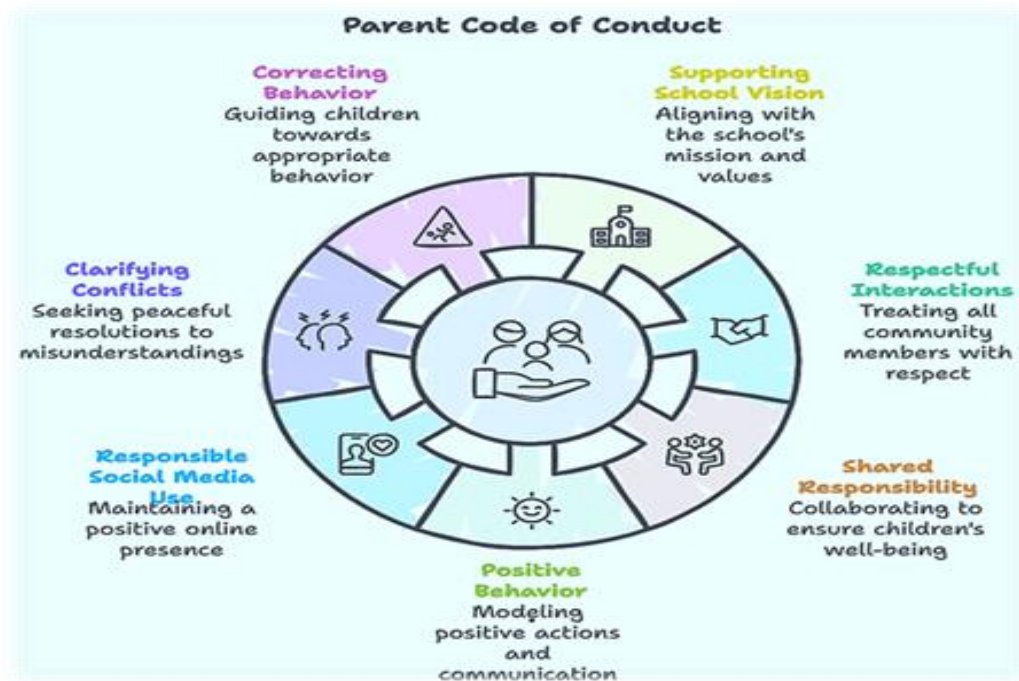 Parent Code of Conduct
Correcting
Behavior
Guiding children
towards
appropriate
behavior
Supporting
School Vision
Aligning with
the school's
mission and
values
Clarifying
Conflicts
Seeking peaceful
resolutions to
misunderstandings
Respectful
Interactions
Treating all
community
members with
respect
Responsible
Social Media
Use
Maintaining a
positive online
presence
Shared
Responsibility
Collaborating to
ensure children's
well-being
Positive
Behavior
Modeling
positive actions
and
communication